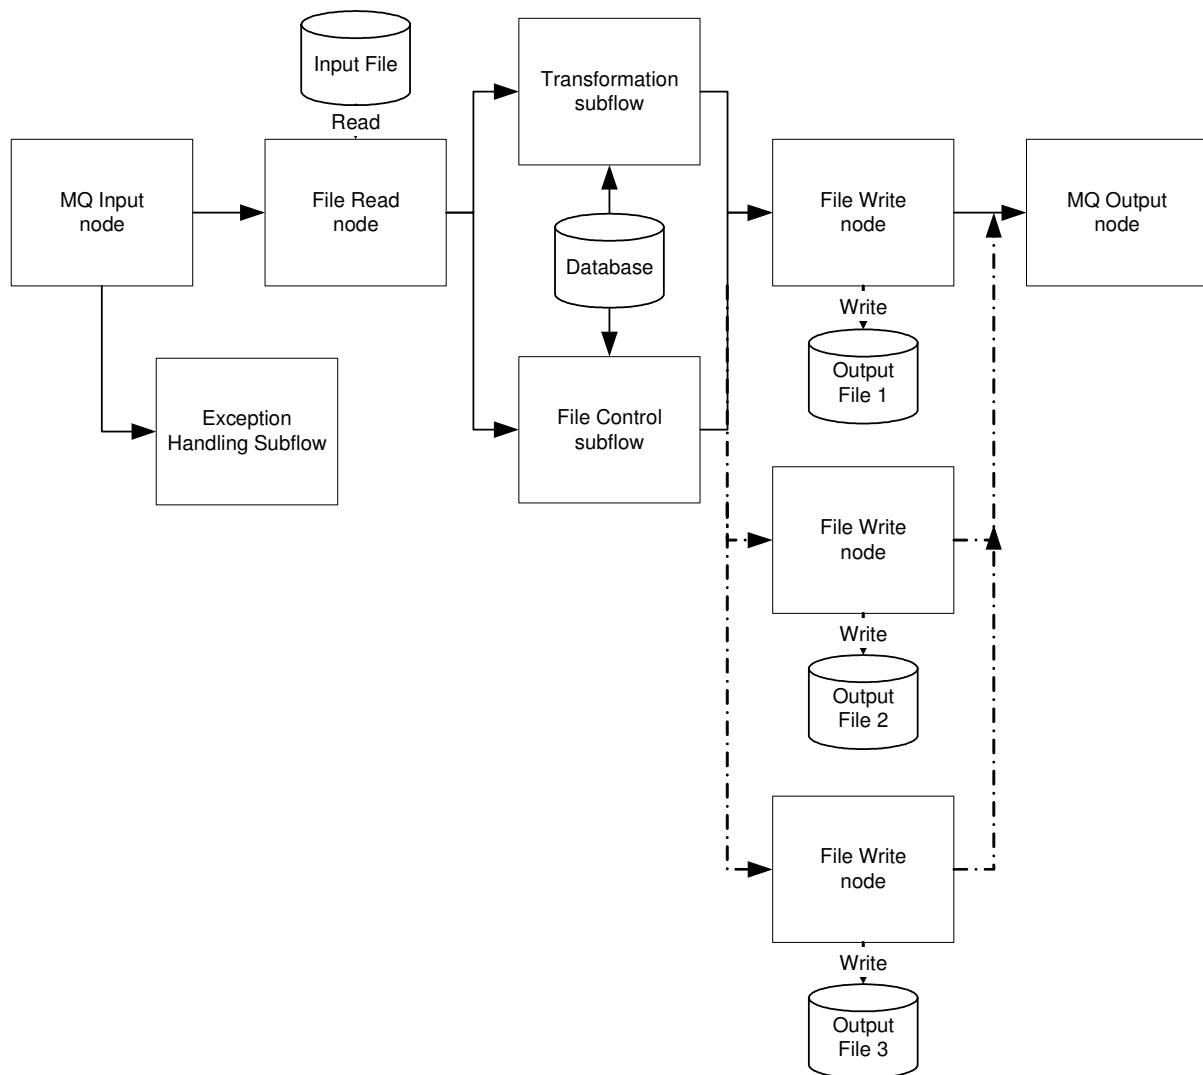 Input File
Read
MQ Input
node
File Read
node
Transformation
subflow
Database
File Control
subflow
Exception
Handling Subflow
File Write
node
Write
Output
File 1
MQ Output
node
File Write
node
Write
Output
File 2
File Write
node
Write
Output
File 3